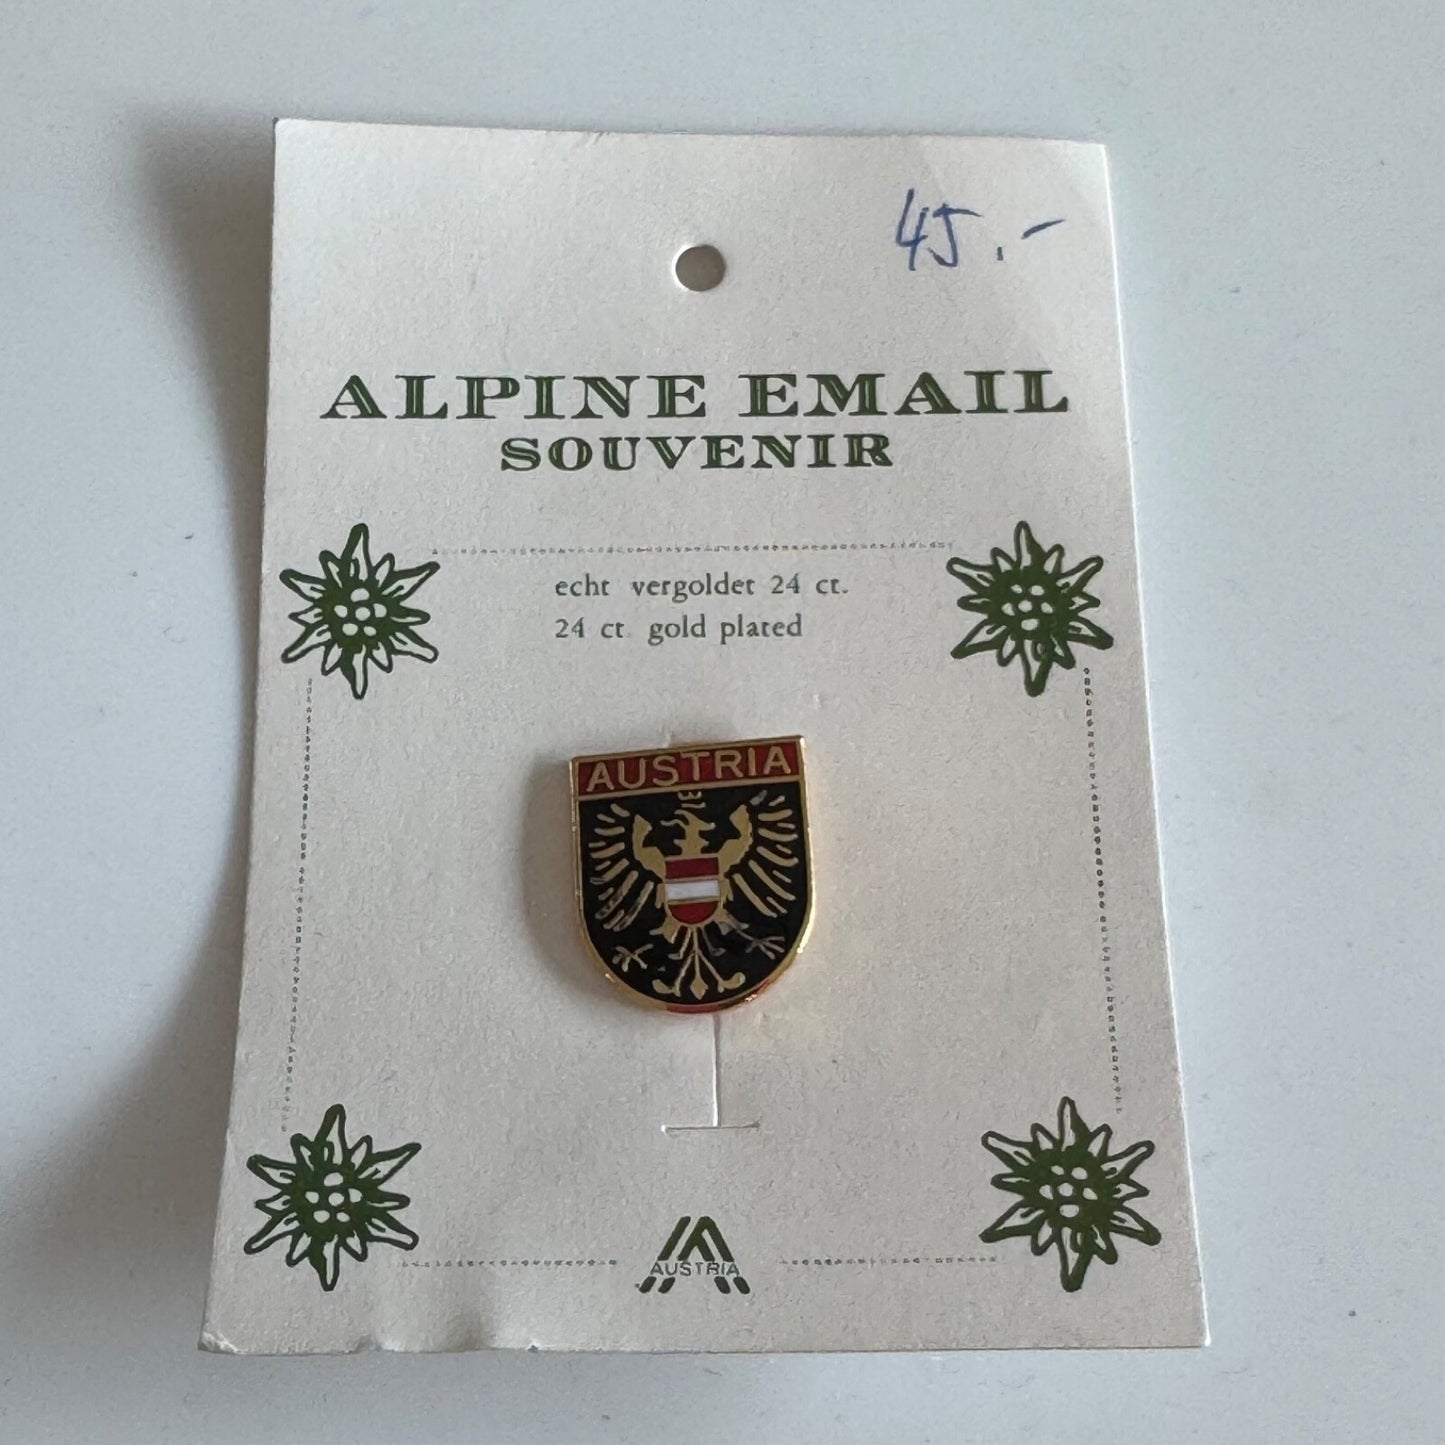 45.-
ALPINE EMAIL
SOUVENIR
echt vergoldet 24 ct.
24 ct. gold plated
AUSTRIA
AUSTRIA